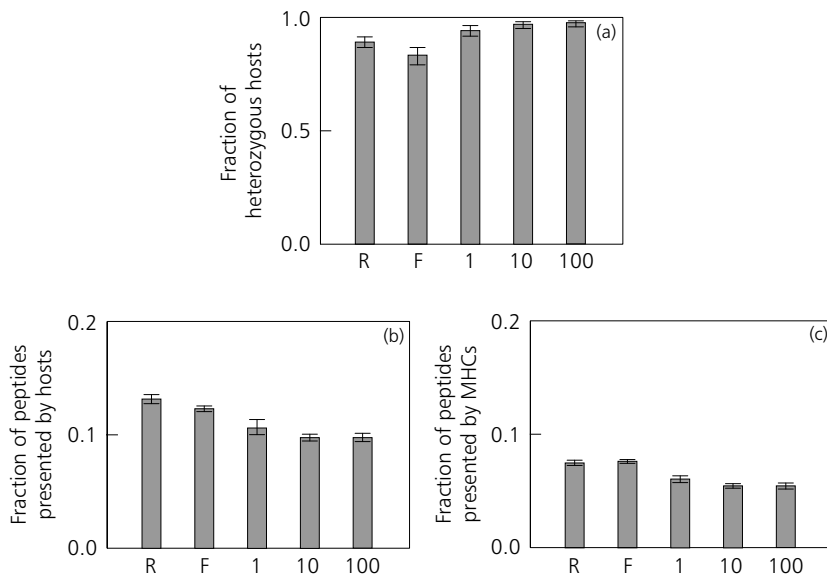 (a)
Fraction of
heterozygous hosts
1.0
0.5
0.0
R F 1 10 100
(b)
Fraction of peptides
presented by hosts
0.2
0.1
0.0
R F 1 10 100
(c)
Fraction of peptides
presented by MHCs
0.2
0.1
0.0
R F 1 10 100